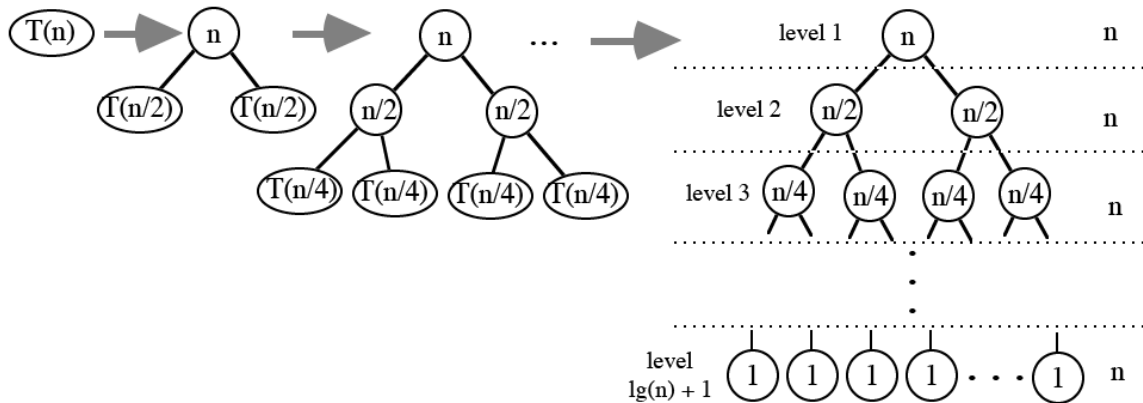 T(n)
n
T(n/2) T(n/2)
n
n/2 n/2
T(n/4) T(n/4) T(n/4) T(n/4)
...
level 1 n n
level 2 n/2 n/2 n
level 3 n/4 n/4 n/4 n/4 n
level
lg(n) + 1
1 1 1 1 ... 1 n